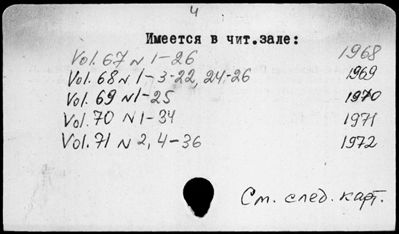 4
Имеется в чит.зале:
Vol. 67 N 1-26 1968
Vol. 68 N 1-3-22, 24-26 1969
Vol. 69 N 1-25 1970
Vol. 70 N 1-34 1971
Vol. 71 N 2, 4-36 1972
См. след. карт.